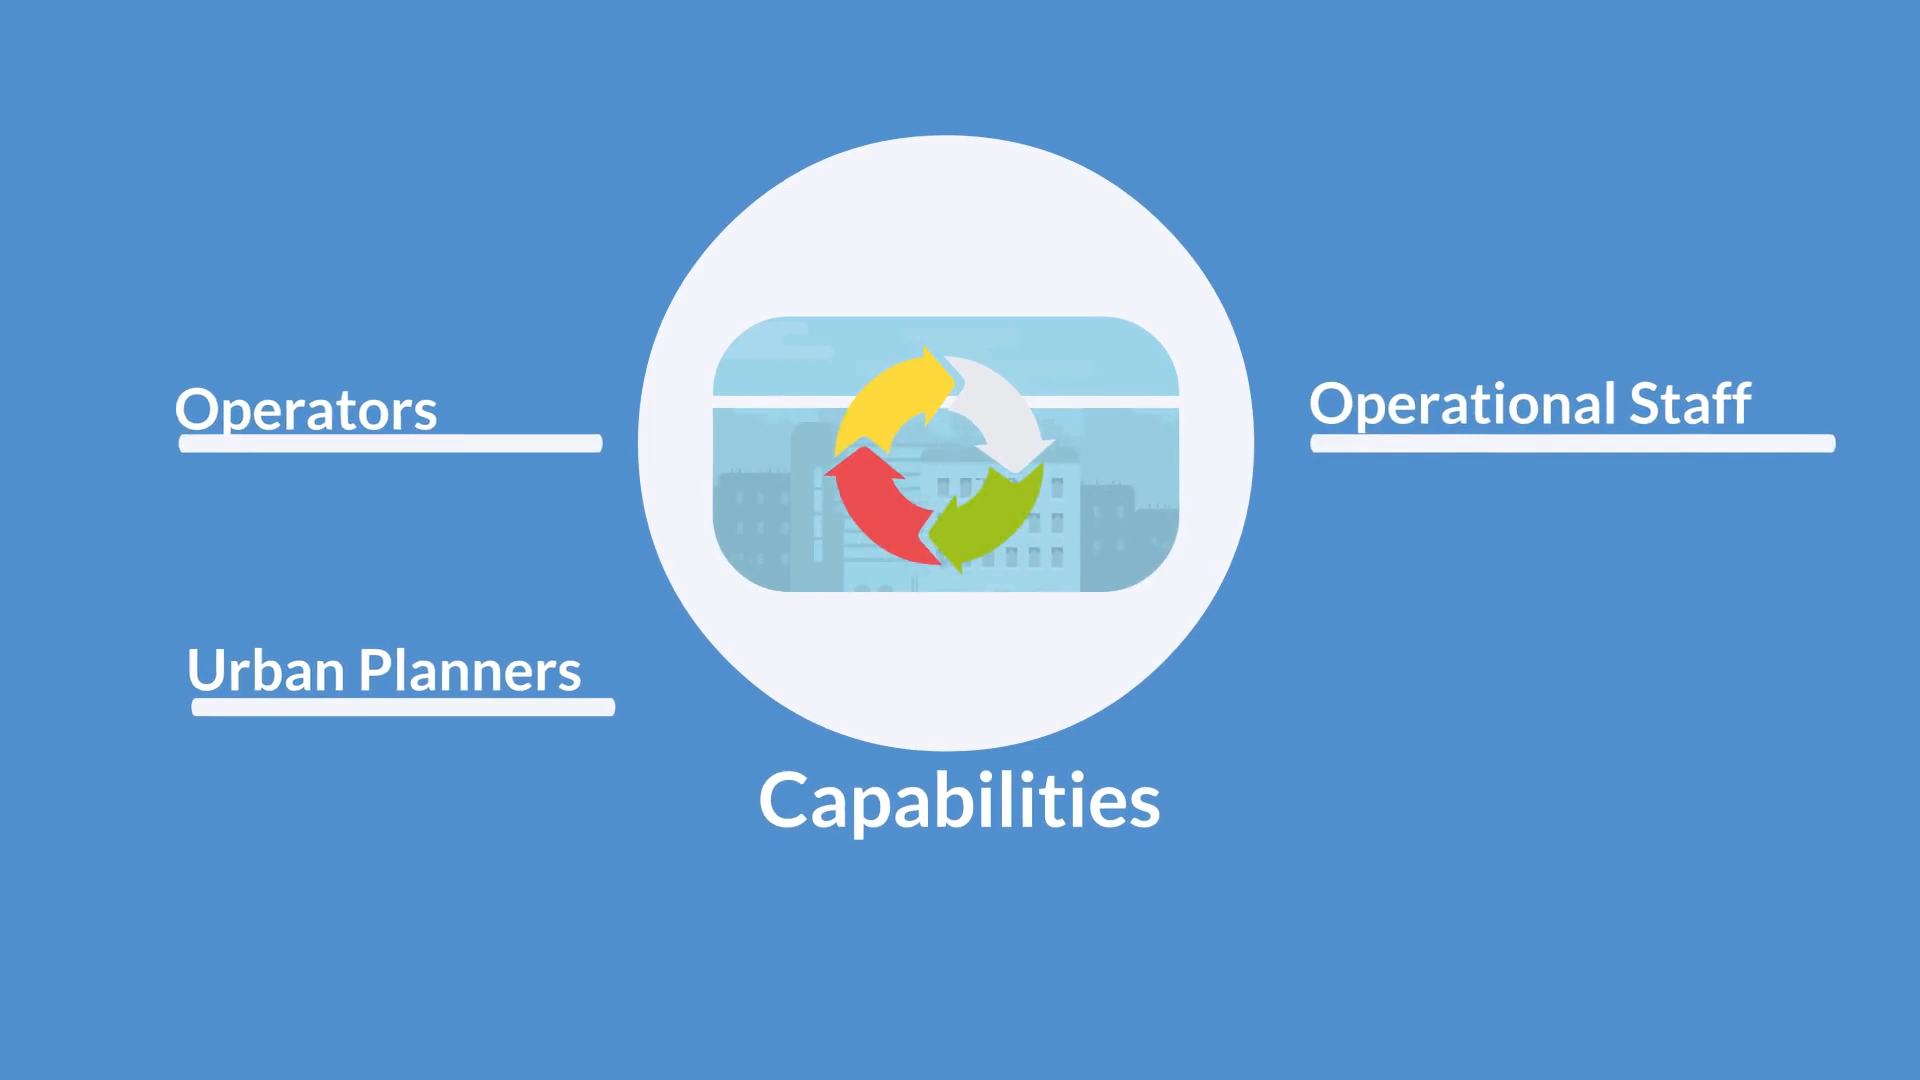 Operators
Operational Staff
Urban Planners
Capabilities